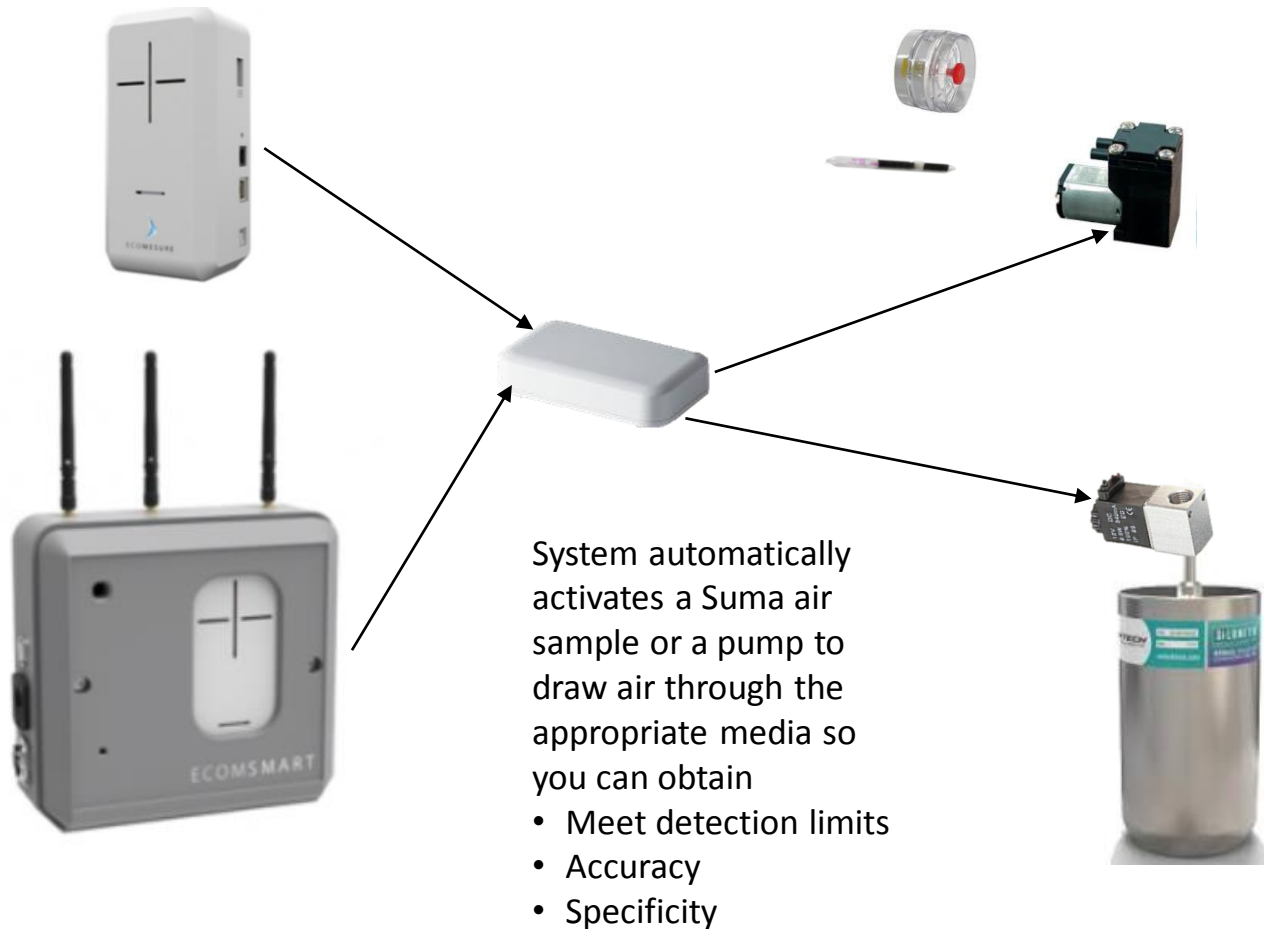 ECOMESURE
ECOMSMART
System automatically
activates a Suma air
sample or a pump to
draw air through the
appropriate media so
you can obtain
• Meet detection limits
• Accuracy
• Specificity